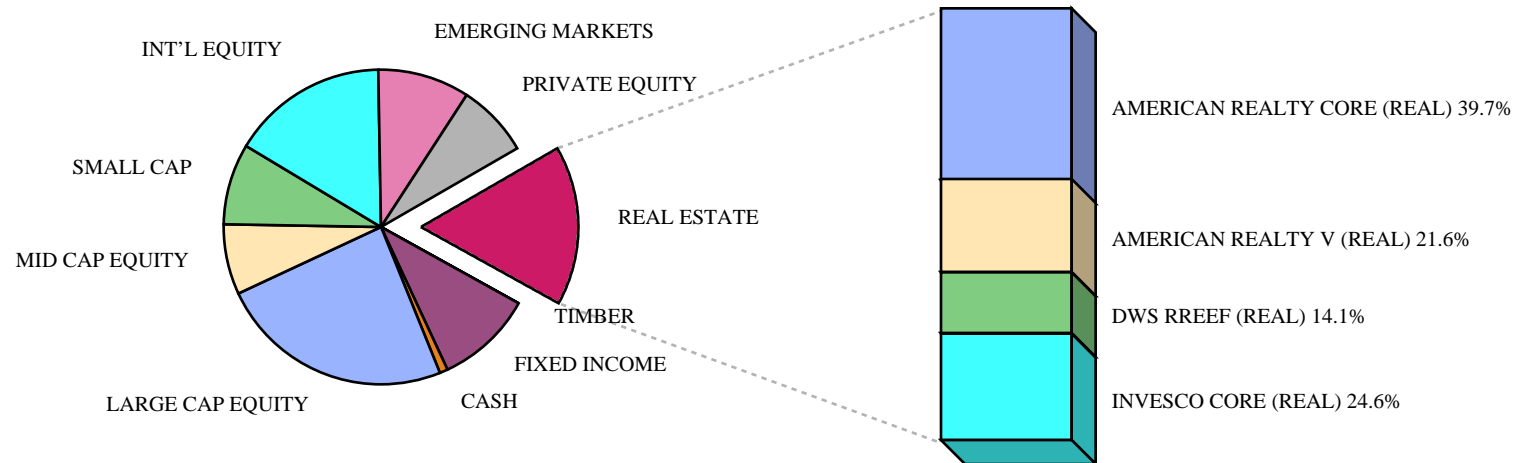 EMERGING MARKETS
INT'L EQUITY
PRIVATE EQUITY
SMALL CAP
REAL ESTATE
MID CAP EQUITY
TIMBER
FIXED INCOME
LARGE CAP EQUITY
CASH
AMERICAN REALTY CORE (REAL) 39.7%
AMERICAN REALTY V (REAL) 21.6%
DWS RREEF (REAL) 14.1%
INVESCO CORE (REAL) 24.6%